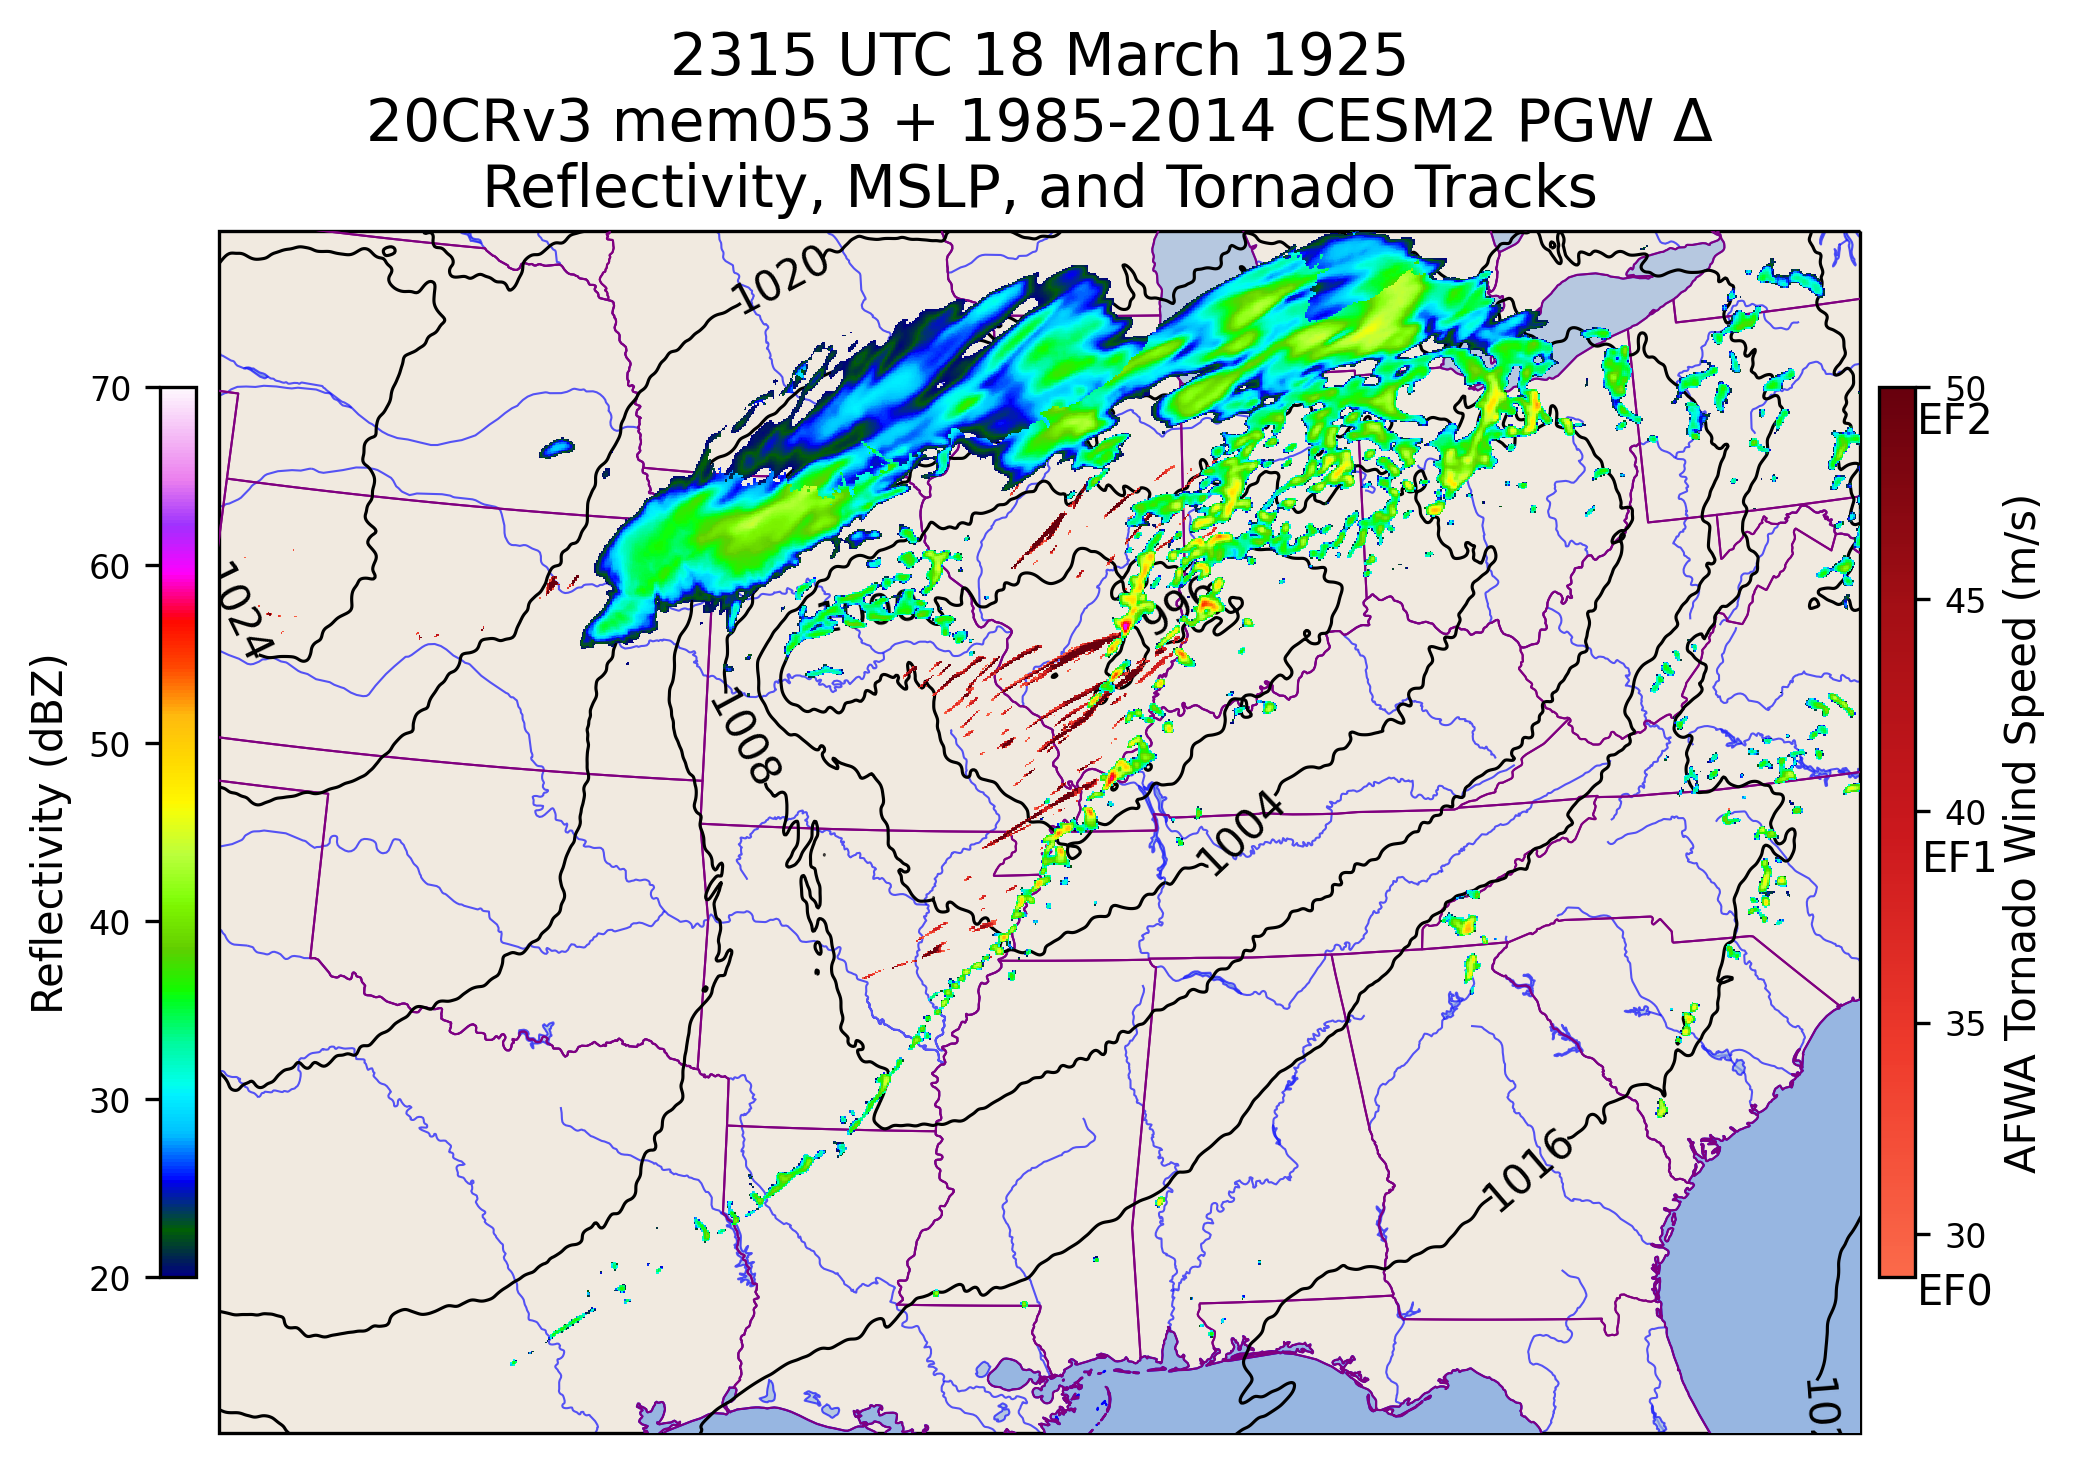 2315 UTC 18 March 1925
20CRv3 mem053 + 1985-2014 CESM2 PGW Δ
Reflectivity, MSLP, and Tornado Tracks
Reflectivity (dBZ)
70
60
50
40
30
20
1020
1024
996
1008
1004
1016
50
EF2
45
40
EF1
35
30
EF0
AFWA Tornado Wind Speed (m/s)